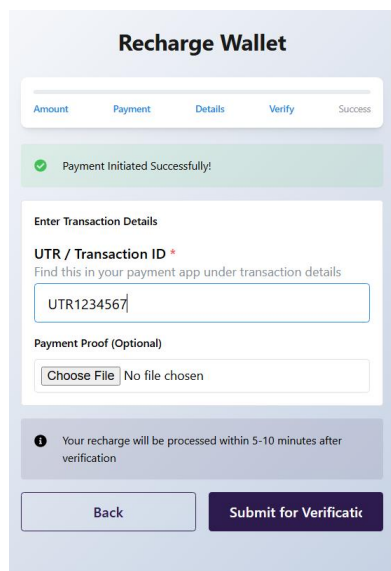 Recharge Wallet
Amount Payment Details Verify Success
Payment Initiated Successfully!
Enter Transaction Details
UTR / Transaction ID *
Find this in your payment app under transaction details
UTR1234567
Payment Proof (Optional)
Choose File No file chosen
Your recharge will be processed within 5-10 minutes after
verification
Back Submit for Verificatic